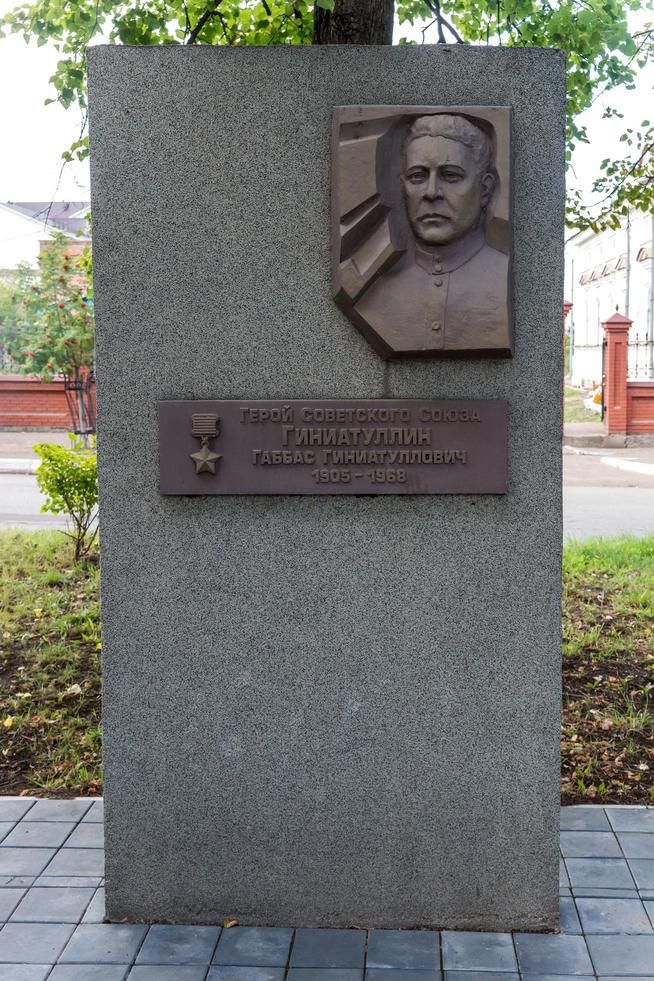 Герой Советского Союза
Гиниатуллин
Габбас Гиниатуллович
1905 – 1968